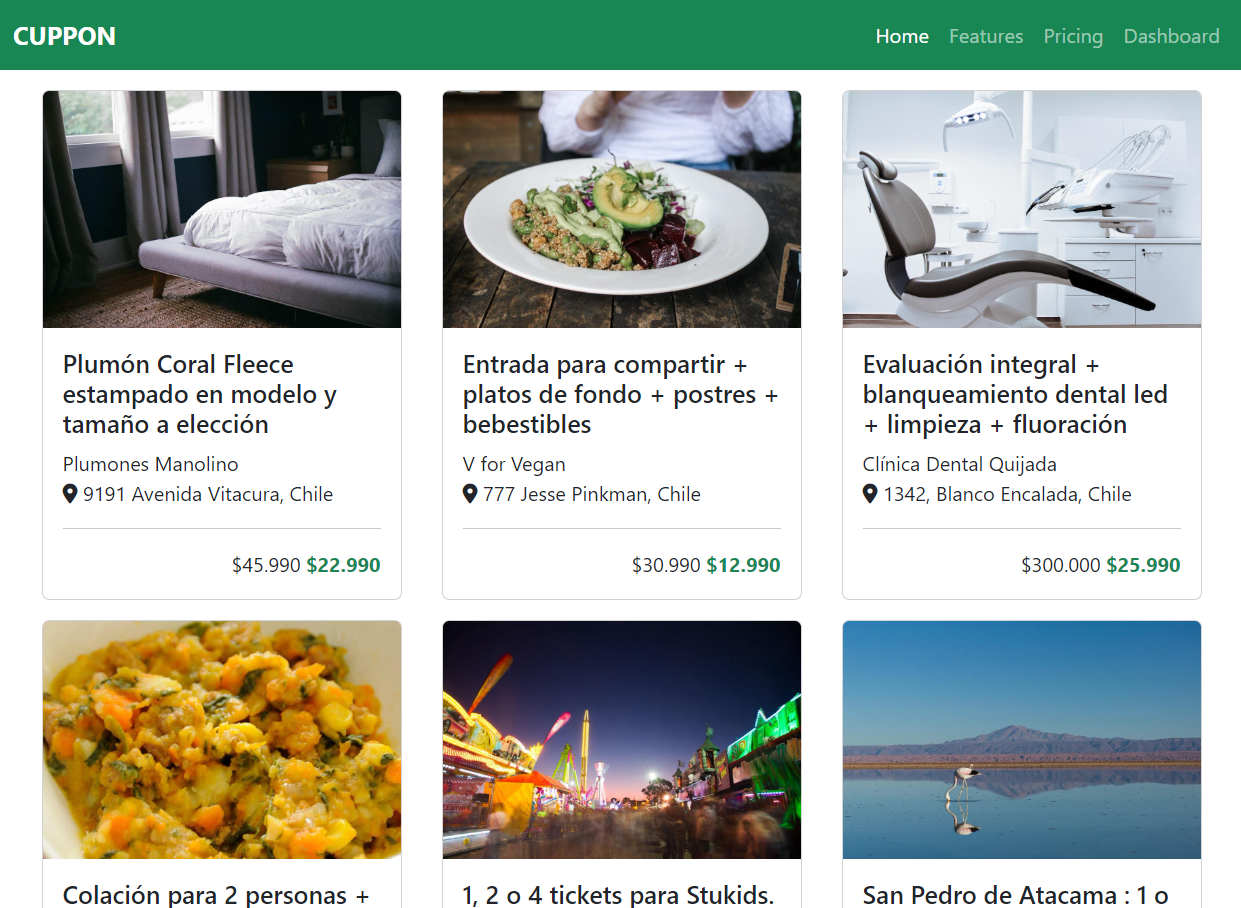 CUPPON
Home Features Pricing Dashboard
Plumón Coral Fleece
estampado en modelo y
tamaño a elección
Plumones Manolino
9191 Avenida Vitacura, Chile
$45.990 $22.990
Entrada para compartir +
platos de fondo + postres +
bebestibles
V for Vegan
777 Jesse Pinkman, Chile
$30.990 $12.990
Evaluación integral +
blanqueamiento dental led
+ limpieza + fluoración
Clínica Dental Quijada
1342, Blanco Encalada, Chile
$300.000 $25.990
Colación para 2 personas +
1, 2 o 4 tickets para Stukids.
San Pedro de Atacama : 1 o